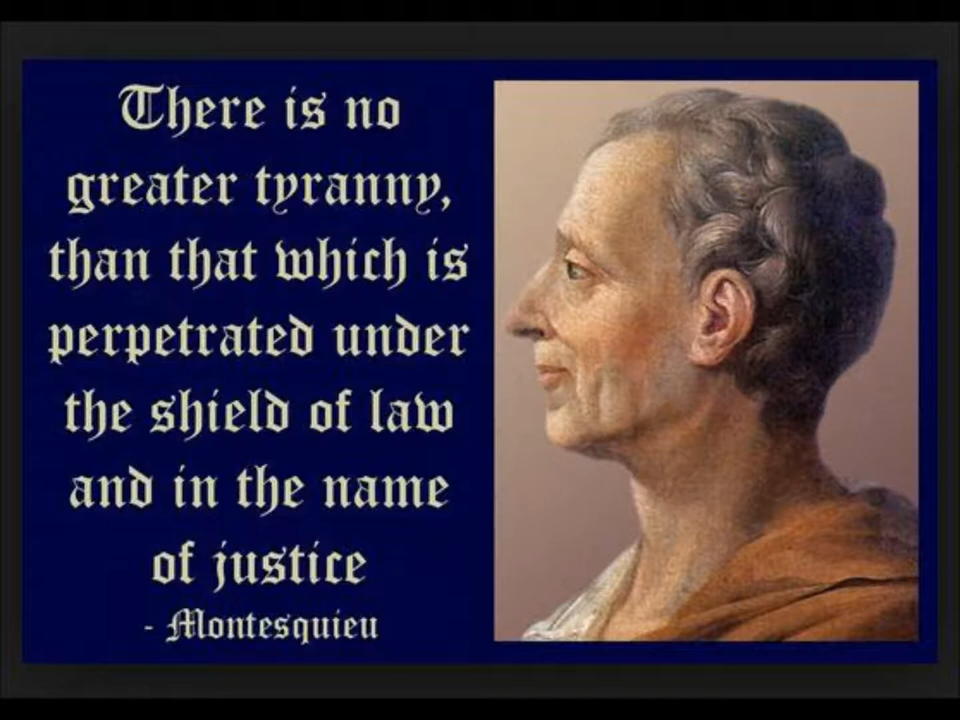 There is no
greater tyranny,
than that which is
perpetrated under
the shield of law
and in the name
of justice
- Montesquieu